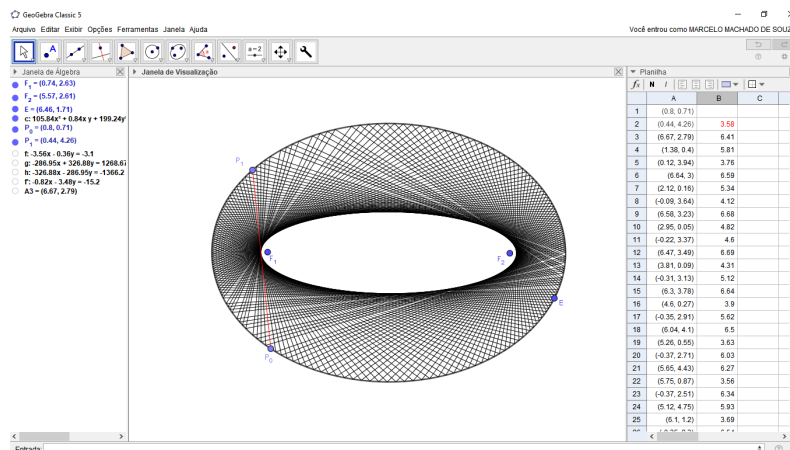 GeoGebra Classic 5
Arquivo Editar Exibir Opções Ferramentas Janela Ajuda
Você entrou como MARCELO MACHADO DE SOUZ
Janela de Álgebra
Janela de Visualização
Planilha
F1 = (0.74, 2.63)
F2 = (5.57, 2.61)
E = (6.46, 1.71)
c: 105.84x² + 0.84x y + 199.24y
P0 = (0.8, 0.71)
P1 = (0.44, 4.26)
f: -3.56x - 0.36y = -3.1
g: -286.95x + 326.88y = 1268.67
h: -326.88x - 286.95y = -1366.2
f': -0.82x - 3.48y = -15.2
A3 = (6.67, 2.79)
P1
F1
F2
E
P0
fx N I
A B C
1 (0.8, 0.71)
2 (0.44, 4.26) 3.58
3 (6.67, 2.79) 6.41
4 (1.38, 0.4) 5.81
5 (0.12, 3.94) 3.76
6 (6.64, 3) 6.59
7 (2.12, 0.16) 5.34
8 (-0.09, 3.64) 4.12
9 (6.58, 3.23) 6.68
10 (2.95, 0.05) 4.82
11 (-0.22, 3.37) 4.6
12 (6.47, 3.49) 6.69
13 (3.81, 0.09) 4.31
14 (-0.31, 3.13) 5.12
15 (6.3, 3.78) 6.64
16 (4.6, 0.27) 3.9
17 (-0.35, 2.91) 5.62
18 (6.04, 4.1) 6.5
19 (5.26, 0.55) 3.63
20 (-0.37, 2.71) 6.03
21 (5.65, 4.43) 6.27
22 (5.75, 0.87) 3.56
23 (-0.37, 2.51) 6.34
24 (5.12, 4.75) 5.93
25 (6.1, 1.2) 3.69
Entrada: